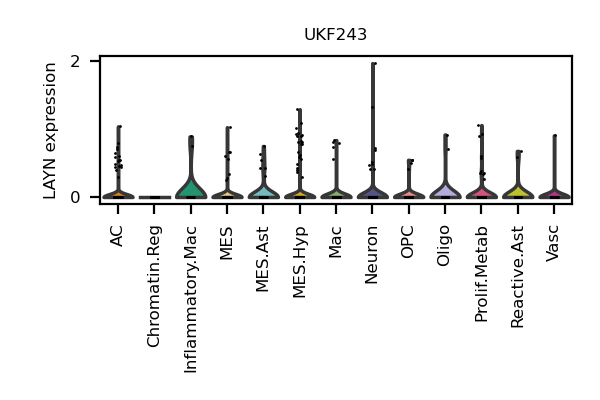 UKF243
LAYN expression
2
0
AC
Chromatin.Reg
Inflammatory.Mac
MES
MES.Ast
MES.Hyp
Mac
Neuron
OPC
Oligo
Prolif.Metab
Reactive.Ast
Vasc